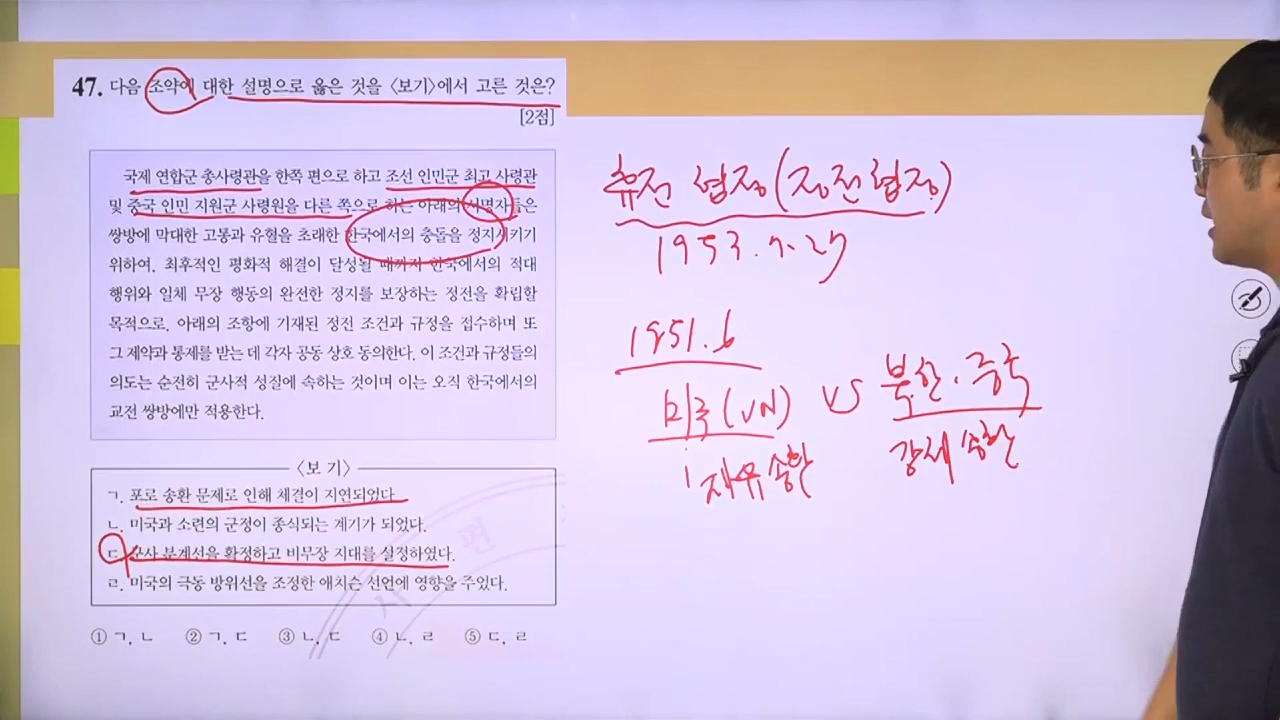 47. 다음 조약에 대한 설명으로 옳은 것을 〈보기〉에서 고른 것은?
[2점]
국제 연합군 총사령관을 한쪽 편으로 하고 조선 인민군 최고 사령관
및 중국 인민 지원군 사령원을 다른 쪽으로 하는 아래의 서명자들은
쌍방에 막대한 고통과 유혈을 초래한 한국에서의 충돌을 정지시키기
위하여, 최후적인 평화적 해결이 달성될 때까지 한국에서의 적대
행위와 일체 무장 행동의 완전한 정지를 보장하는 정전을 확립할
목적으로, 아래의 조항에 기재된 정전 조건과 규정을 접수하며 또
그 제약과 통제를 받는 데 각자 공동 상호 동의한다. 이 조건과 규정들의
의도는 순전히 군사적 성질에 속하는 것이며 이는 오직 한국에서의
교전 쌍방에만 적용한다.
〈보 기〉
ㄱ. 포로 송환 문제로 인해 체결이 지연되었다.
ㄴ. 미국과 소련의 군정이 종식되는 계기가 되었다.
ㄷ. 군사 분계선을 확정하고 비무장 지대를 설정하였다.
ㄹ. 미국의 극동 방위선을 조정한 애치슨 선언에 영향을 주었다.
① ㄱ, ㄴ ② ㄱ, ㄷ ③ ㄴ, ㄷ ④ ㄴ, ㄹ ⑤ ㄷ, ㄹ
휴전 협정(정전협정)
1953.7.27
1951.6
미국(UN) VS 북한.중국
자유송환 강제송환
시 편